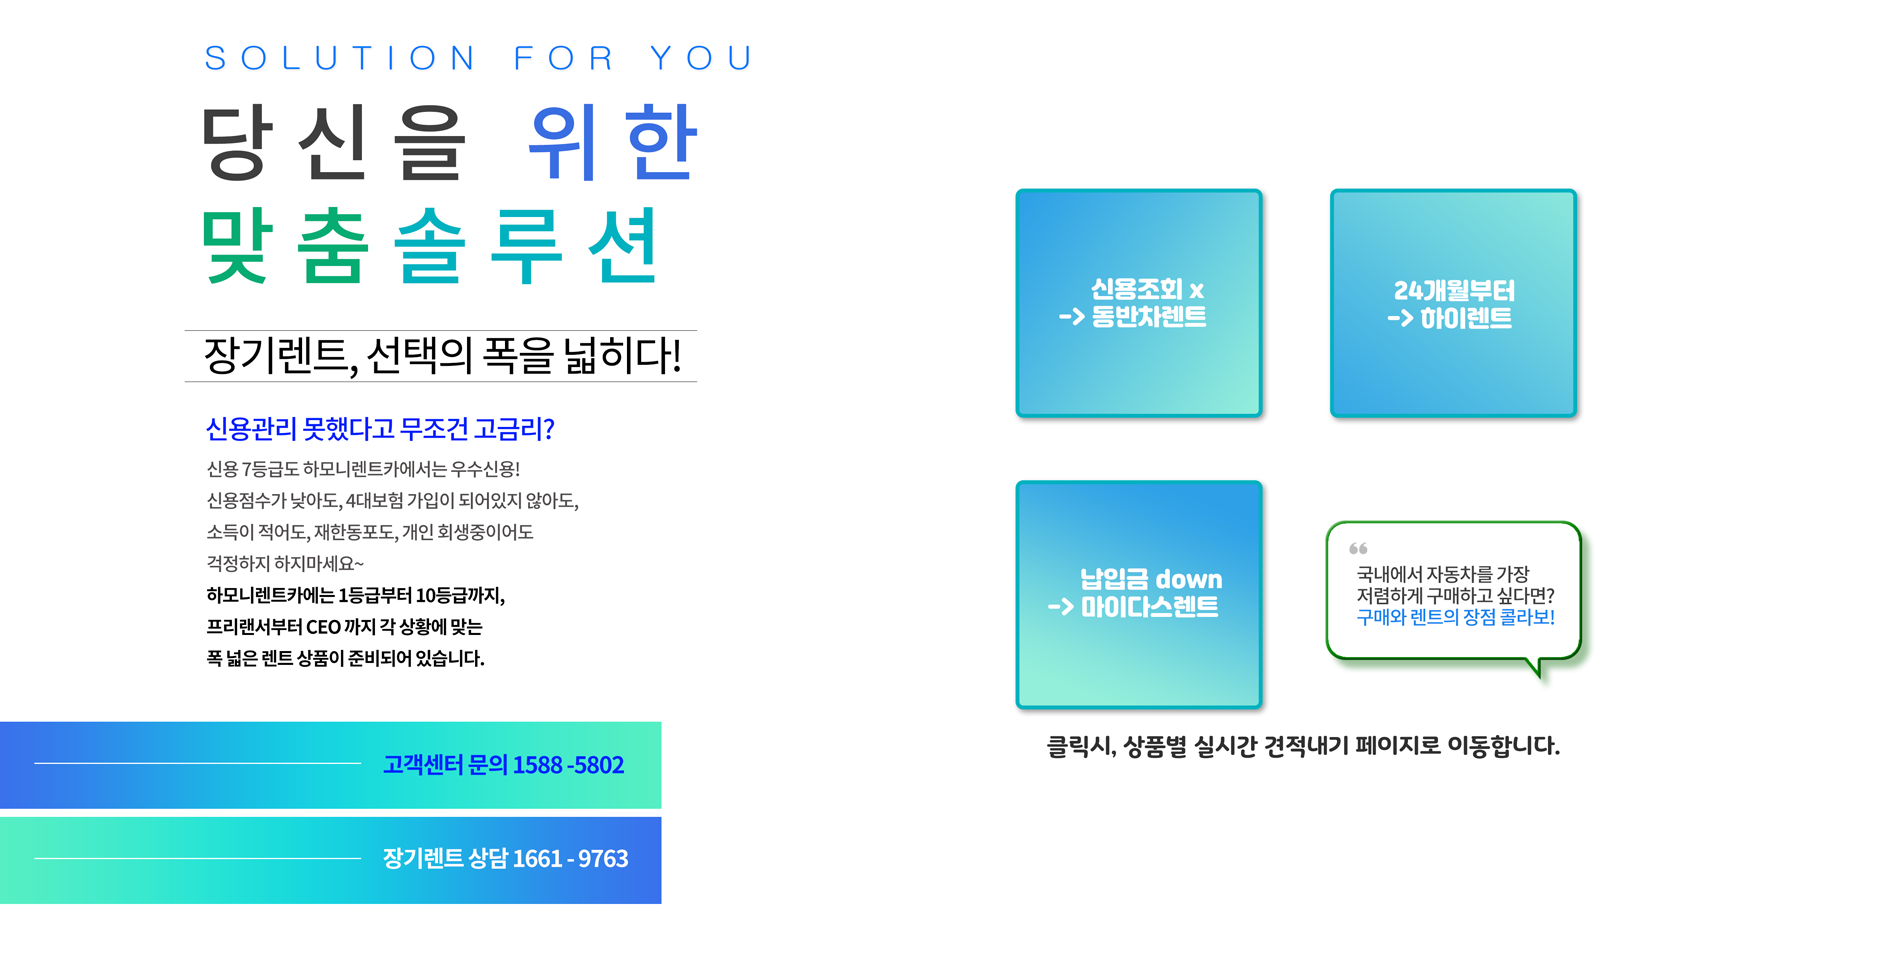 SOLUTION FOR YOU
당신을 위한
맞춤솔루션
장기렌트, 선택의 폭을 넓히다!
신용관리 못했다고 무조건 고금리?
신용 7등급도 하모니렌트카에서는 우수신용!
신용점수가 낮아도, 4대보험 가입이 되어있지 않아도,
소득이 적어도, 재한동포도, 개인 회생중이어도
걱정하지 하지마세요~
하모니렌트카에는 1등급부터 10등급까지,
프리랜서부터 CEO 까지 각 상황에 맞는
폭 넓은 렌트 상품이 준비되어 있습니다.
고객센터 문의 1588 -5802
장기렌트 상담 1661 - 9763
신용조회 x
-> 동반차렌트
24개월부터
-> 하이렌트
납입금 down
-> 마이다스렌트
“
국내에서 자동차를 가장
저렴하게 구매하고 싶다면?
구매와 렌트의 장점 콜라보!
클릭시, 상품별 실시간 견적내기 페이지로 이동합니다.